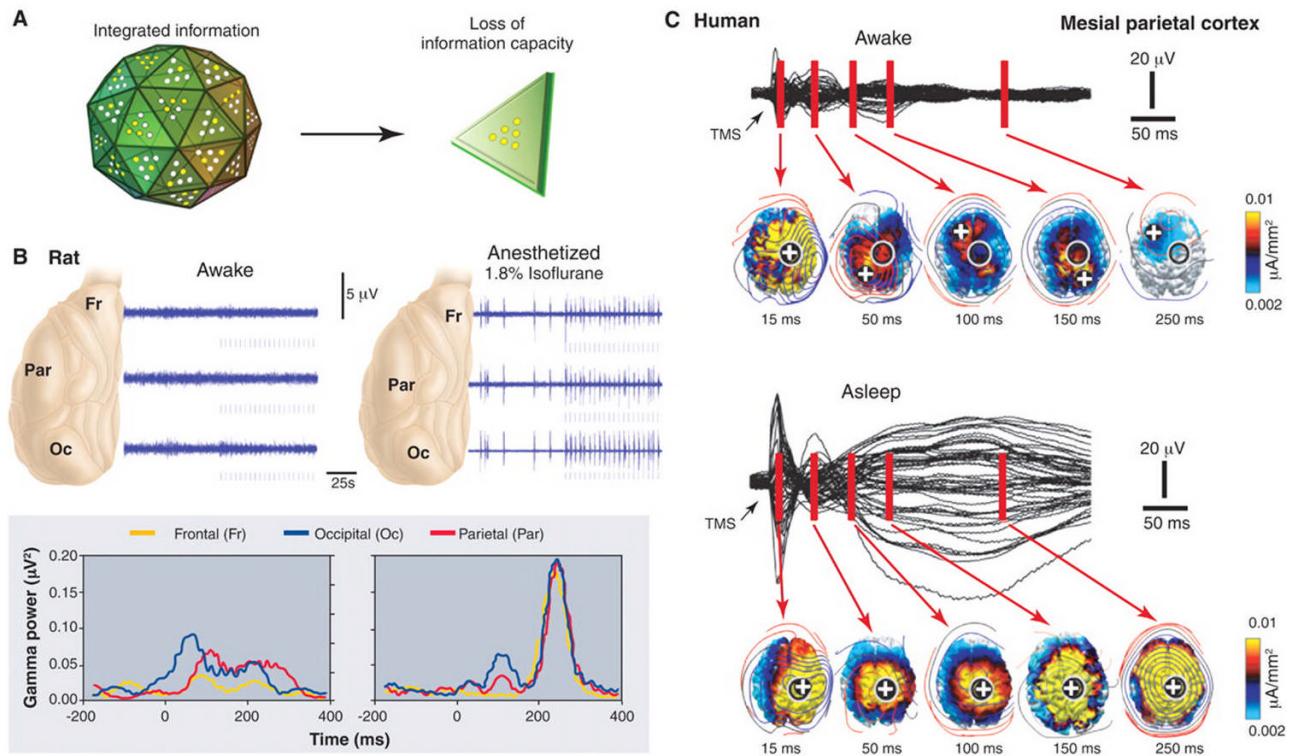 A
Integrated information
Loss of
information capacity
B Rat
Awake
5 µV
Anesthetized
1.8% Isoflurane
Fr
Par
Oc
25s
Fr
Par
Oc
Frontal (Fr) Occipital (Oc) Parietal (Par)
Gamma power (µV²)
0.20
0.15
0.10
0.05
0.00
-200 0 200 400
-200 0 200 400
Time (ms)
C Human
Mesial parietal cortex
Awake
20 µV
50 ms
TMS
0.01
µA/mm²
0.002
15 ms 50 ms 100 ms 150 ms 250 ms
Asleep
20 µV
50 ms
TMS
0.01
µA/mm²
0.002
15 ms 50 ms 100 ms 150 ms 250 ms